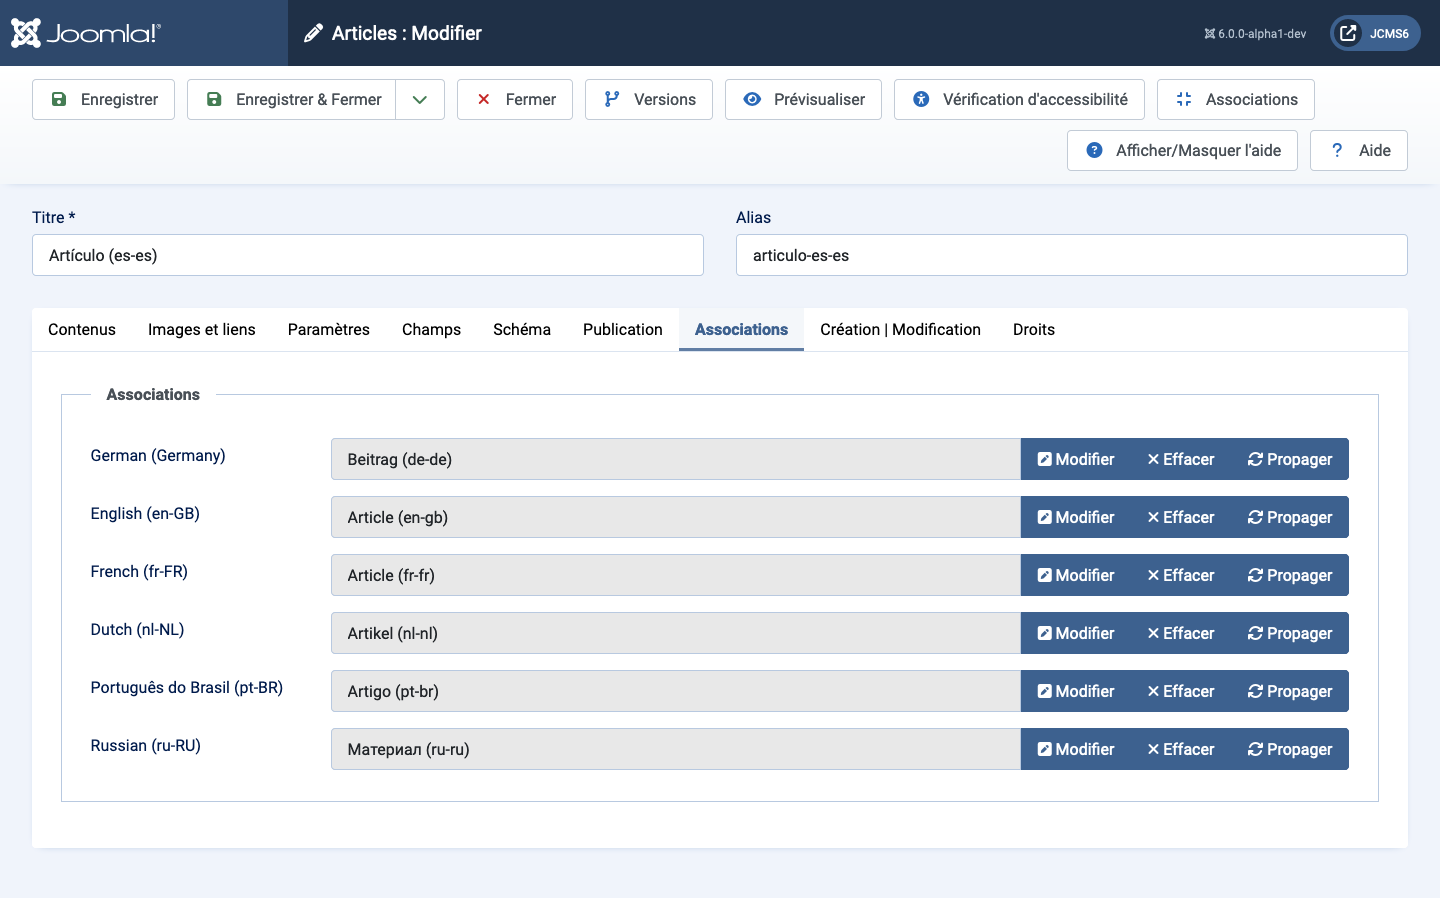 Joomla!®
Articles : Modifier
6.0.0-alpha1-dev
JCMS6
Enregistrer
Enregistrer & Fermer
Fermer
Versions
Prévisualiser
Vérification d'accessibilité
Associations
Afficher/Masquer l'aide
? Aide
Titre *
Alias
Artículo (es-es)
articulo-es-es
Contenus
Images et liens
Paramètres
Champs
Schéma
Publication
Associations
Création | Modification
Droits
Associations
German (Germany)
Beitrag (de-de)
Modifier
Effacer
Propager
English (en-GB)
Article (en-gb)
Modifier
Effacer
Propager
French (fr-FR)
Article (fr-fr)
Modifier
Effacer
Propager
Dutch (nl-NL)
Artikel (nl-nl)
Modifier
Effacer
Propager
Português do Brasil (pt-BR)
Artigo (pt-br)
Modifier
Effacer
Propager
Russian (ru-RU)
Материал (ru-ru)
Modifier
Effacer
Propager